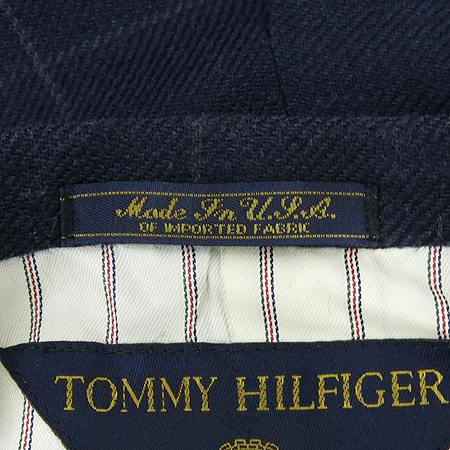 Made In U.S.A.
OF IMPORTED FABRIC
TOMMY HILFIGER